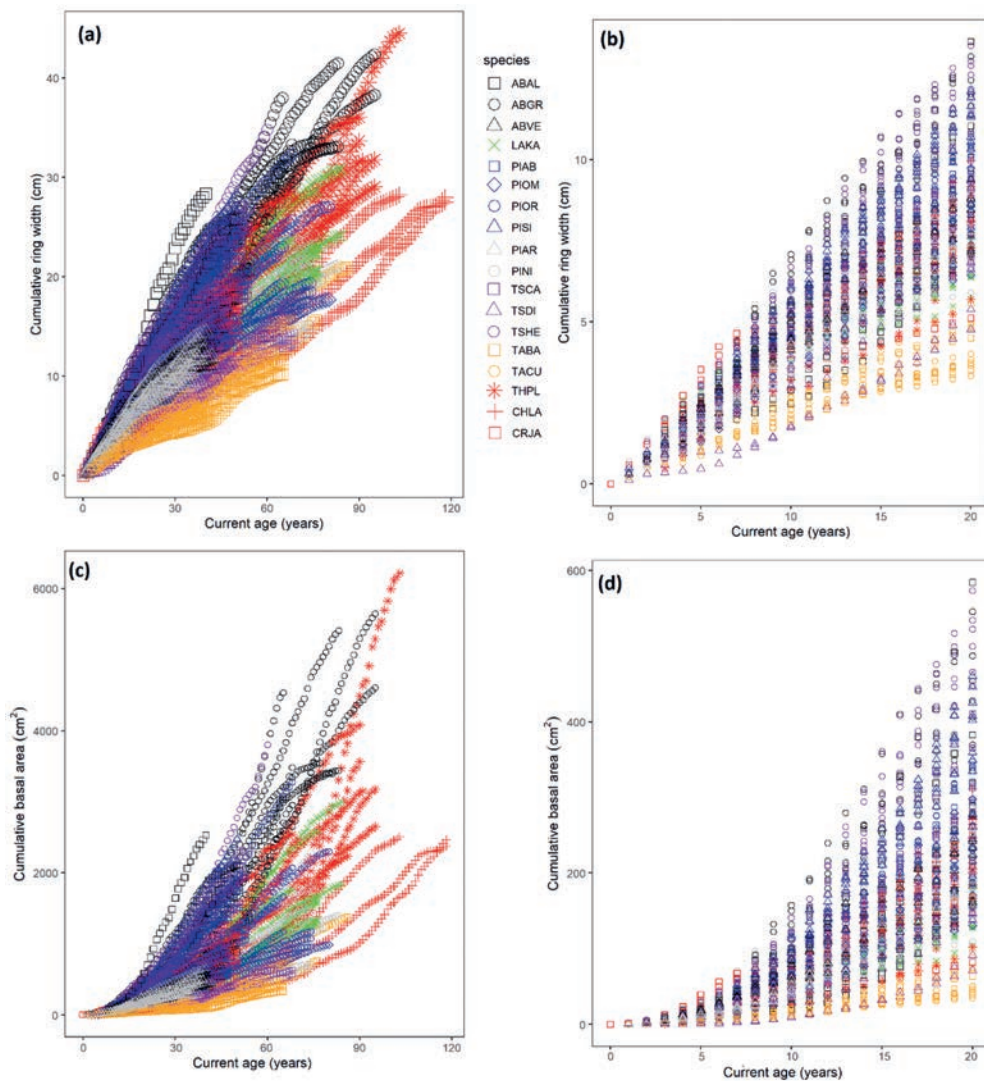 (a)
40
30
20
10
0
Cumulative ring width (cm)
0 30 60 90 120
Current age (years)
species
ABAL
ABGR
ABVE
LAKA
PIAB
PIOM
PIOR
PISI
PIAR
PINI
TSCA
TSDI
TSHE
TABA
TACU
THPL
CHLA
CRJA
(b)
10
5
0
Cumulative ring width (cm)
0 5 10 15 20
Current age (years)
(c)
6000
4000
2000
0
Cumulative basal area (cm²)
0 30 60 90 120
Current age (years)
(d)
600
400
200
0
Cumulative basal area (cm²)
0 5 10 15 20
Current age (years)